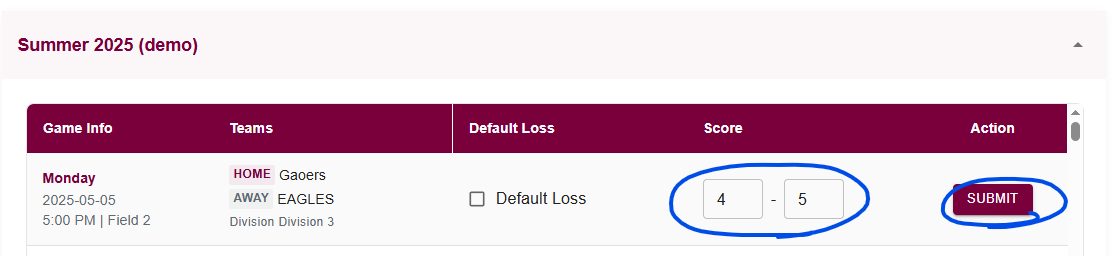 Summer 2025 (demo)
Game Info Teams Default Loss Score Action
Monday
2025-05-05
5:00 PM | Field 2
HOME Gaoers
AWAY EAGLES
Division Division 3
Default Loss
4 - 5
SUBMIT